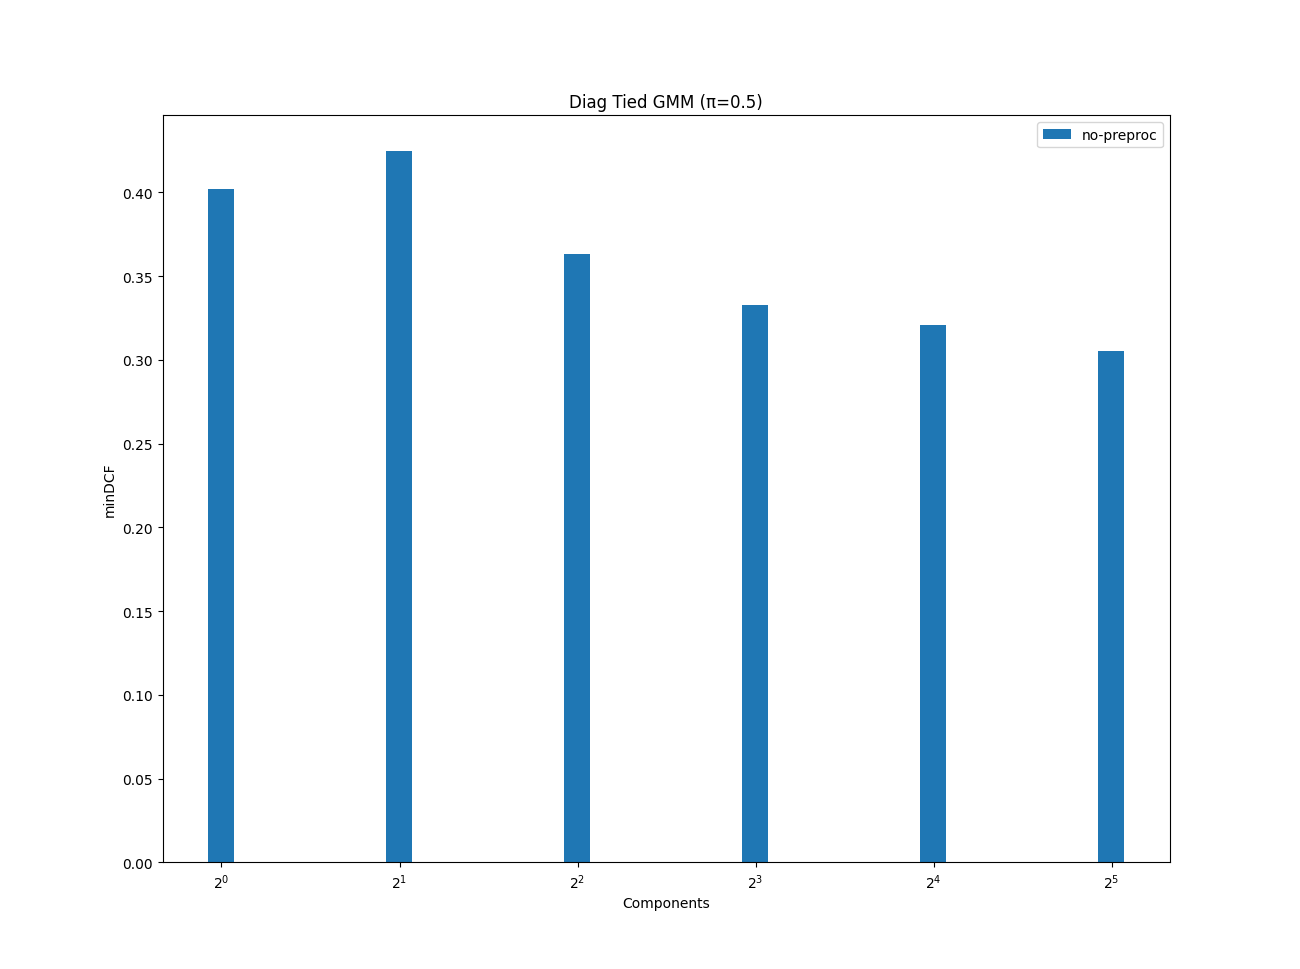 Diag Tied GMM (π=0.5)
no-preproc
0.40
0.35
0.30
0.25
0.20
0.15
0.10
0.05
0.00
minDCF
2⁰ 2¹ 2² 2³ 2⁴ 2⁵
Components